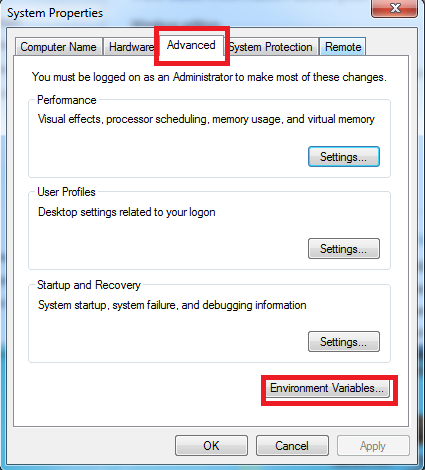 System Properties
Computer Name Hardware Advanced System Protection Remote
You must be logged on as an Administrator to make most of these changes.
Performance
Visual effects, processor scheduling, memory usage, and virtual memory
Settings...
User Profiles
Desktop settings related to your logon
Settings...
Startup and Recovery
System startup, system failure, and debugging information
Settings...
Environment Variables...
OK Cancel Apply